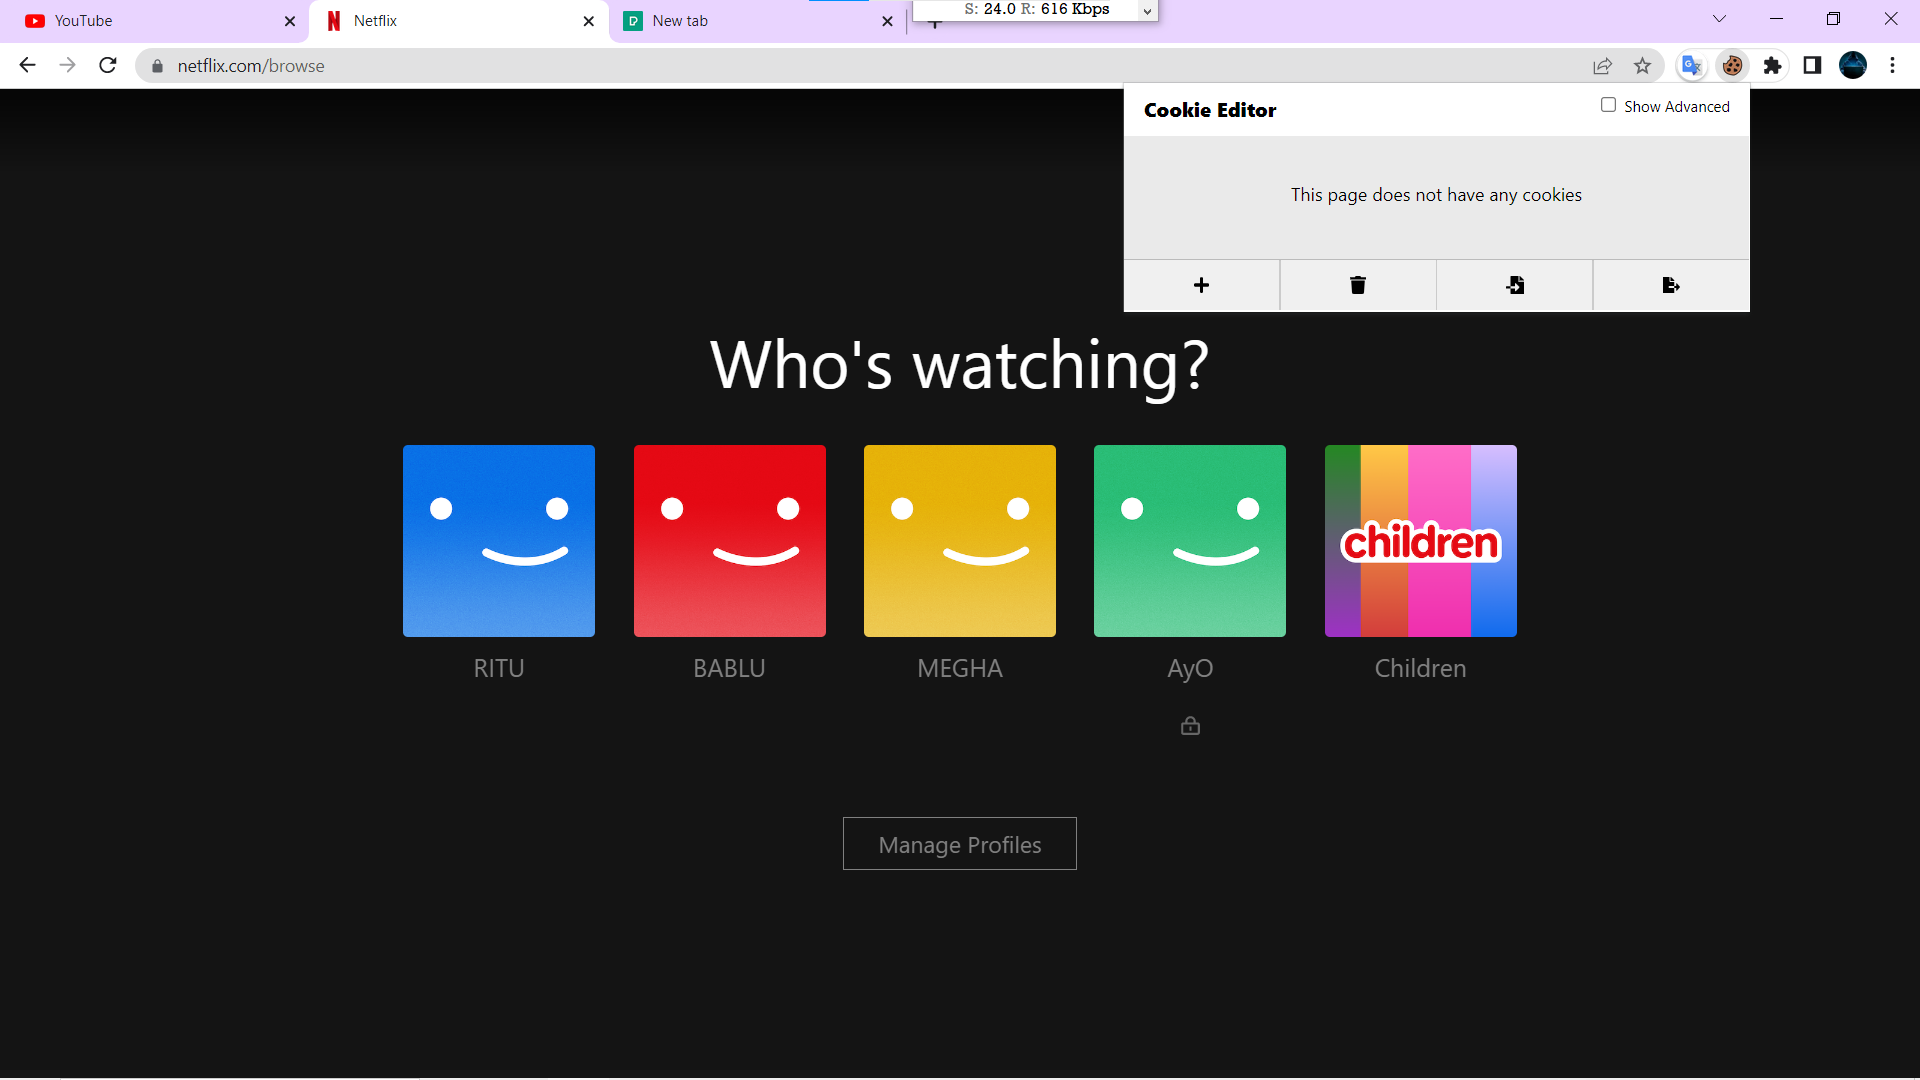 YouTube
Netflix
New tab
S: 24.0 R: 616 Kbps
netflix.com/browse
Cookie Editor
Show Advanced
This page does not have any cookies
Who's watching?
children
RITU
BABLU
MEGHA
AyO
Children
Manage Profiles